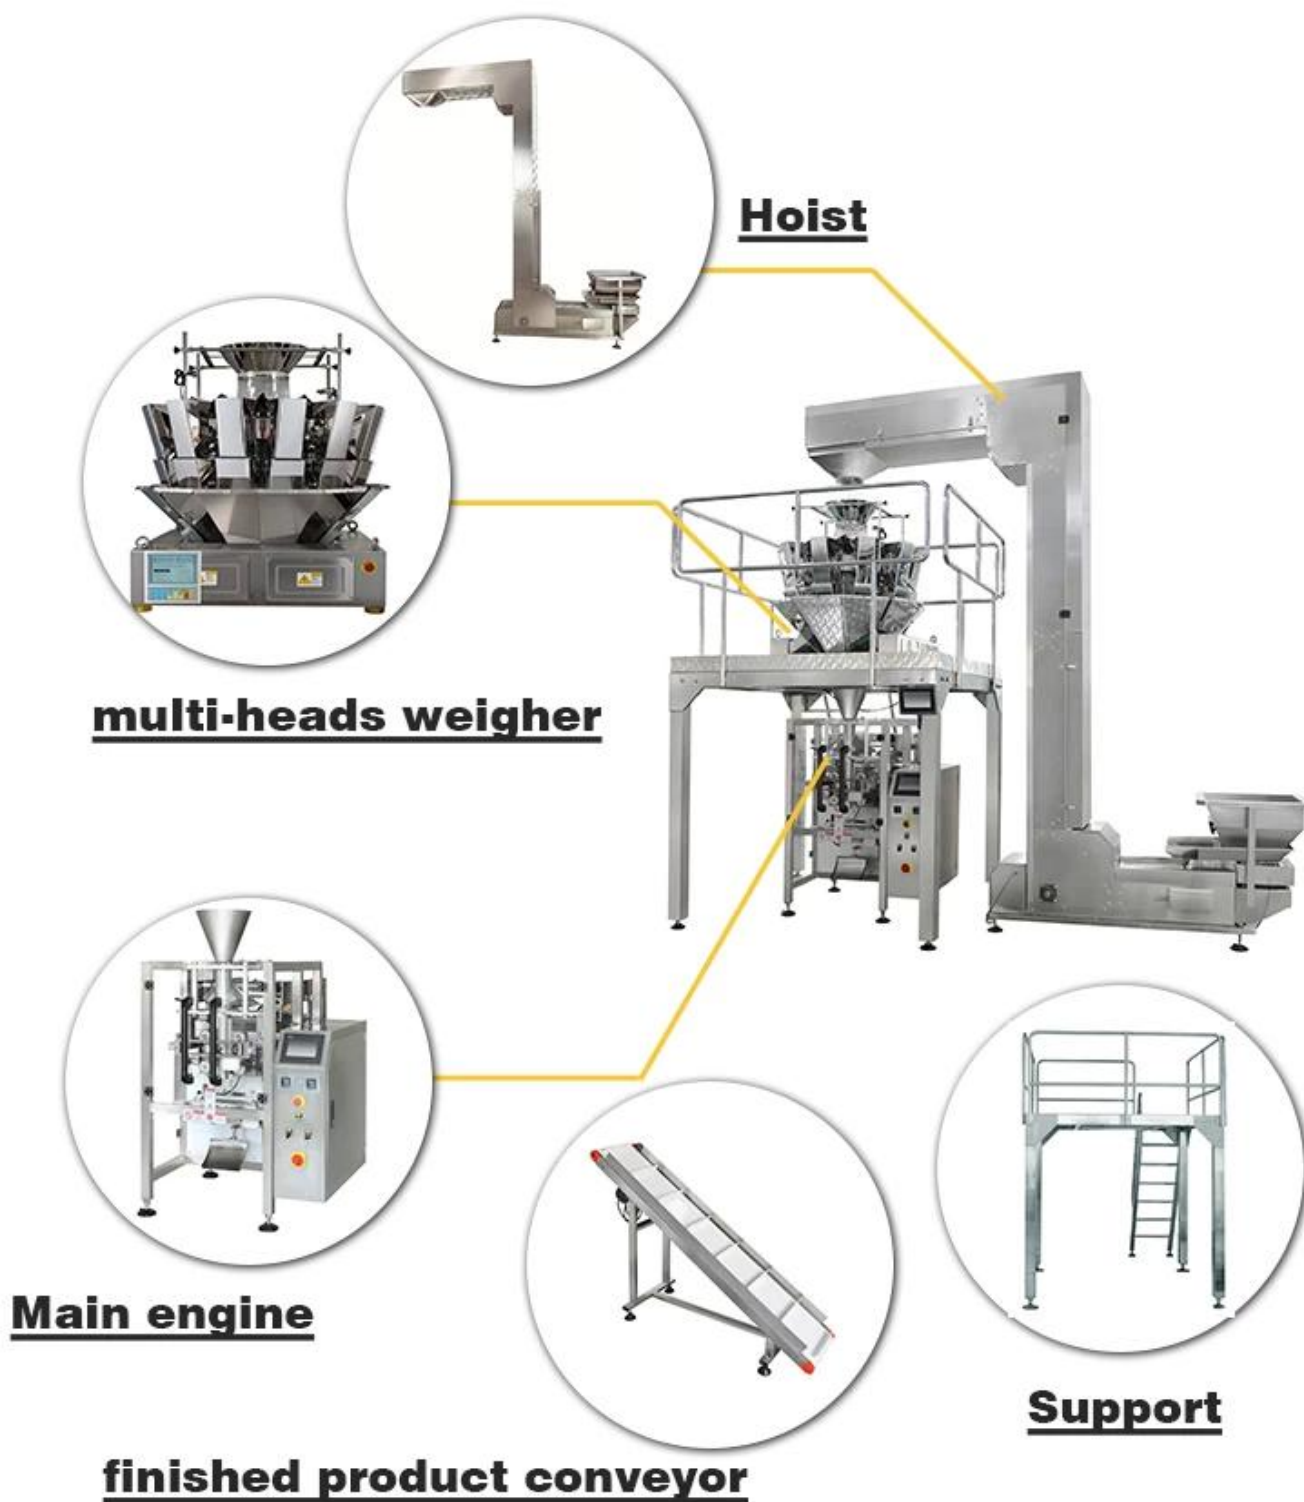 Hoist
multi-heads weigher
Main engine
Support
finished product conveyor